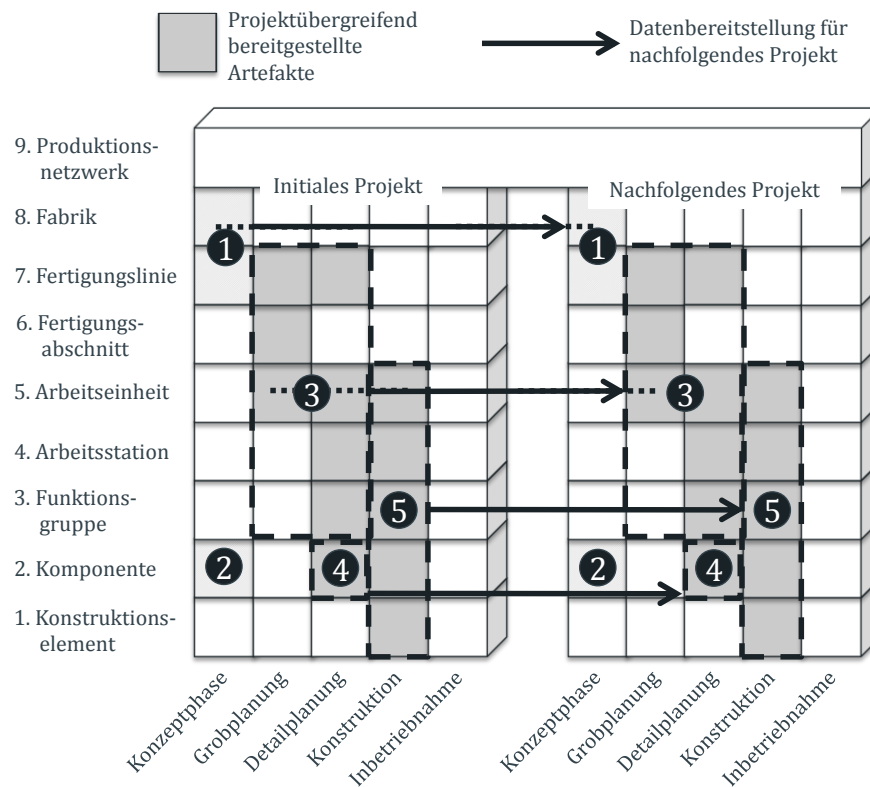 Projektübergreifend
bereitgestellte
Artefakte
Datenbereitstellung für
nachfolgendes Projekt
9. Produktions-
netzwerk
Initiales Projekt
Nachfolgendes Projekt
8. Fabrik
1
1
7. Fertigungslinie
6. Fertigungs-
abschnitt
5. Arbeitseinheit
3
3
4. Arbeitsstation
3. Funktions-
gruppe
5
5
2. Komponente
2
4
2
4
1. Konstruktions-
element
Konzeptphase
Grobplanung
Detailplanung
Konstruktion
Inbetriebnahme
Konzeptphase
Grobplanung
Detailplanung
Konstruktion
Inbetriebnahme